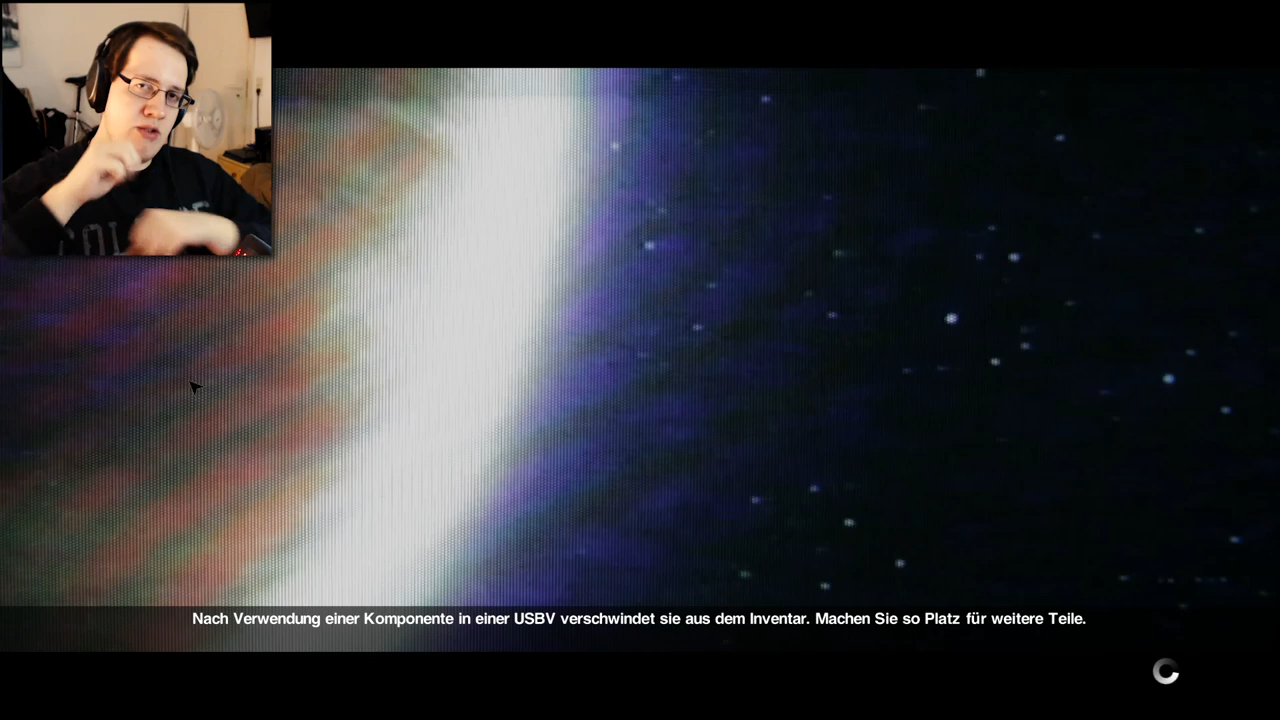 Nach Verwendung einer Komponente in einer USBV verschwindet sie aus dem Inventar. Machen Sie so Platz für weitere Teile.